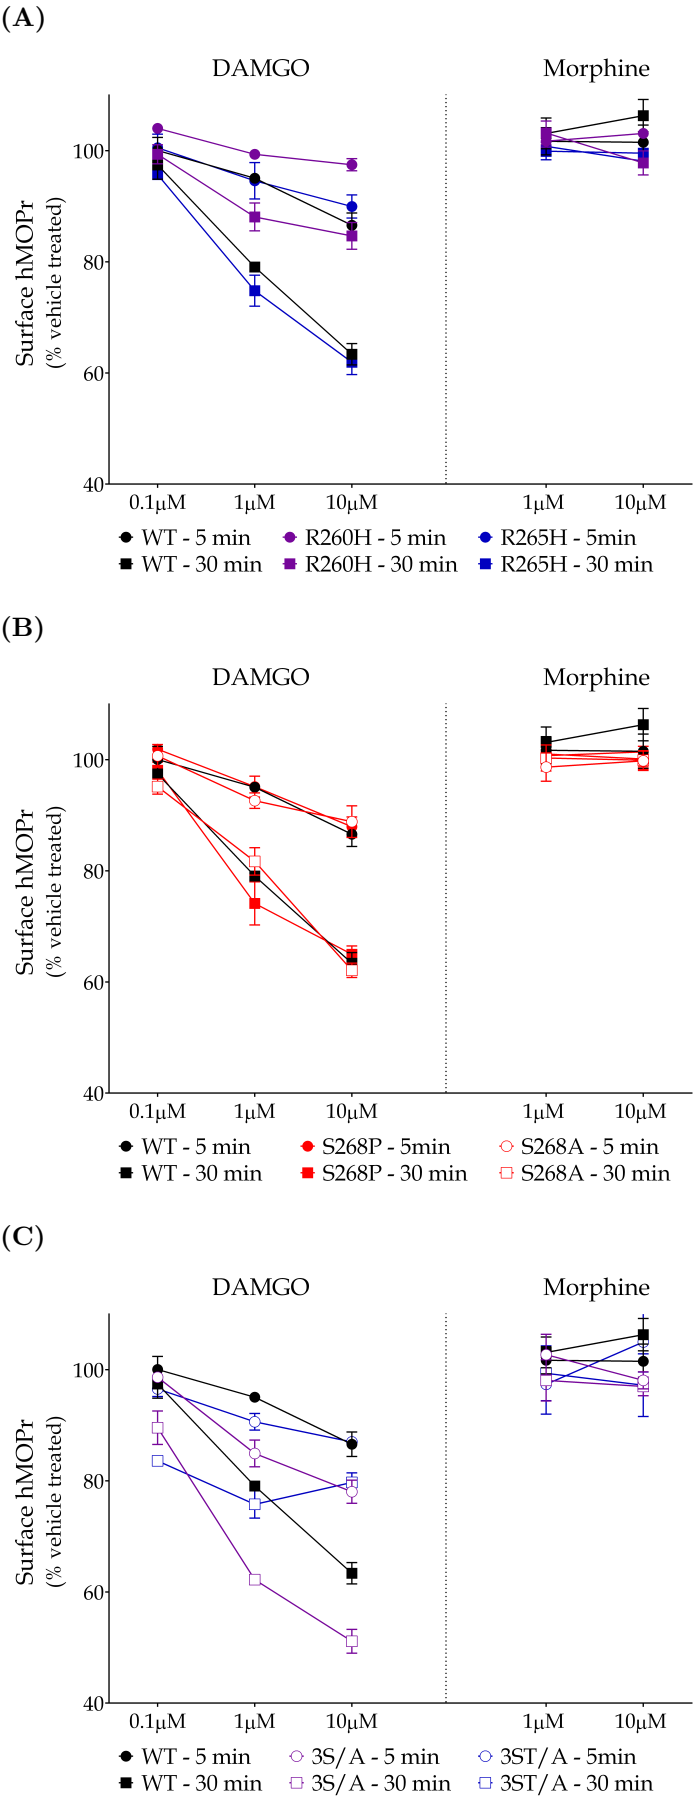 (A)
DAMGO Morphine
Surface hMOPr
(% vehicle treated)
100
80
60
40
0.1μM 1μM 10μM 1μM 10μM
WT - 5 min R260H - 5 min R265H - 5min
WT - 30 min R260H - 30 min R265H - 30 min
(B)
DAMGO Morphine
Surface hMOPr
(% vehicle treated)
100
80
60
40
0.1μM 1μM 10μM 1μM 10μM
WT - 5 min S268P - 5min S268A - 5 min
WT - 30 min S268P - 30 min S268A - 30 min
(C)
DAMGO Morphine
Surface hMOPr
(% vehicle treated)
100
80
60
40
0.1μM 1μM 10μM 1μM 10μM
WT - 5 min 3S/A - 5 min 3ST/A - 5min
WT - 30 min 3S/A - 30 min 3ST/A - 30 min